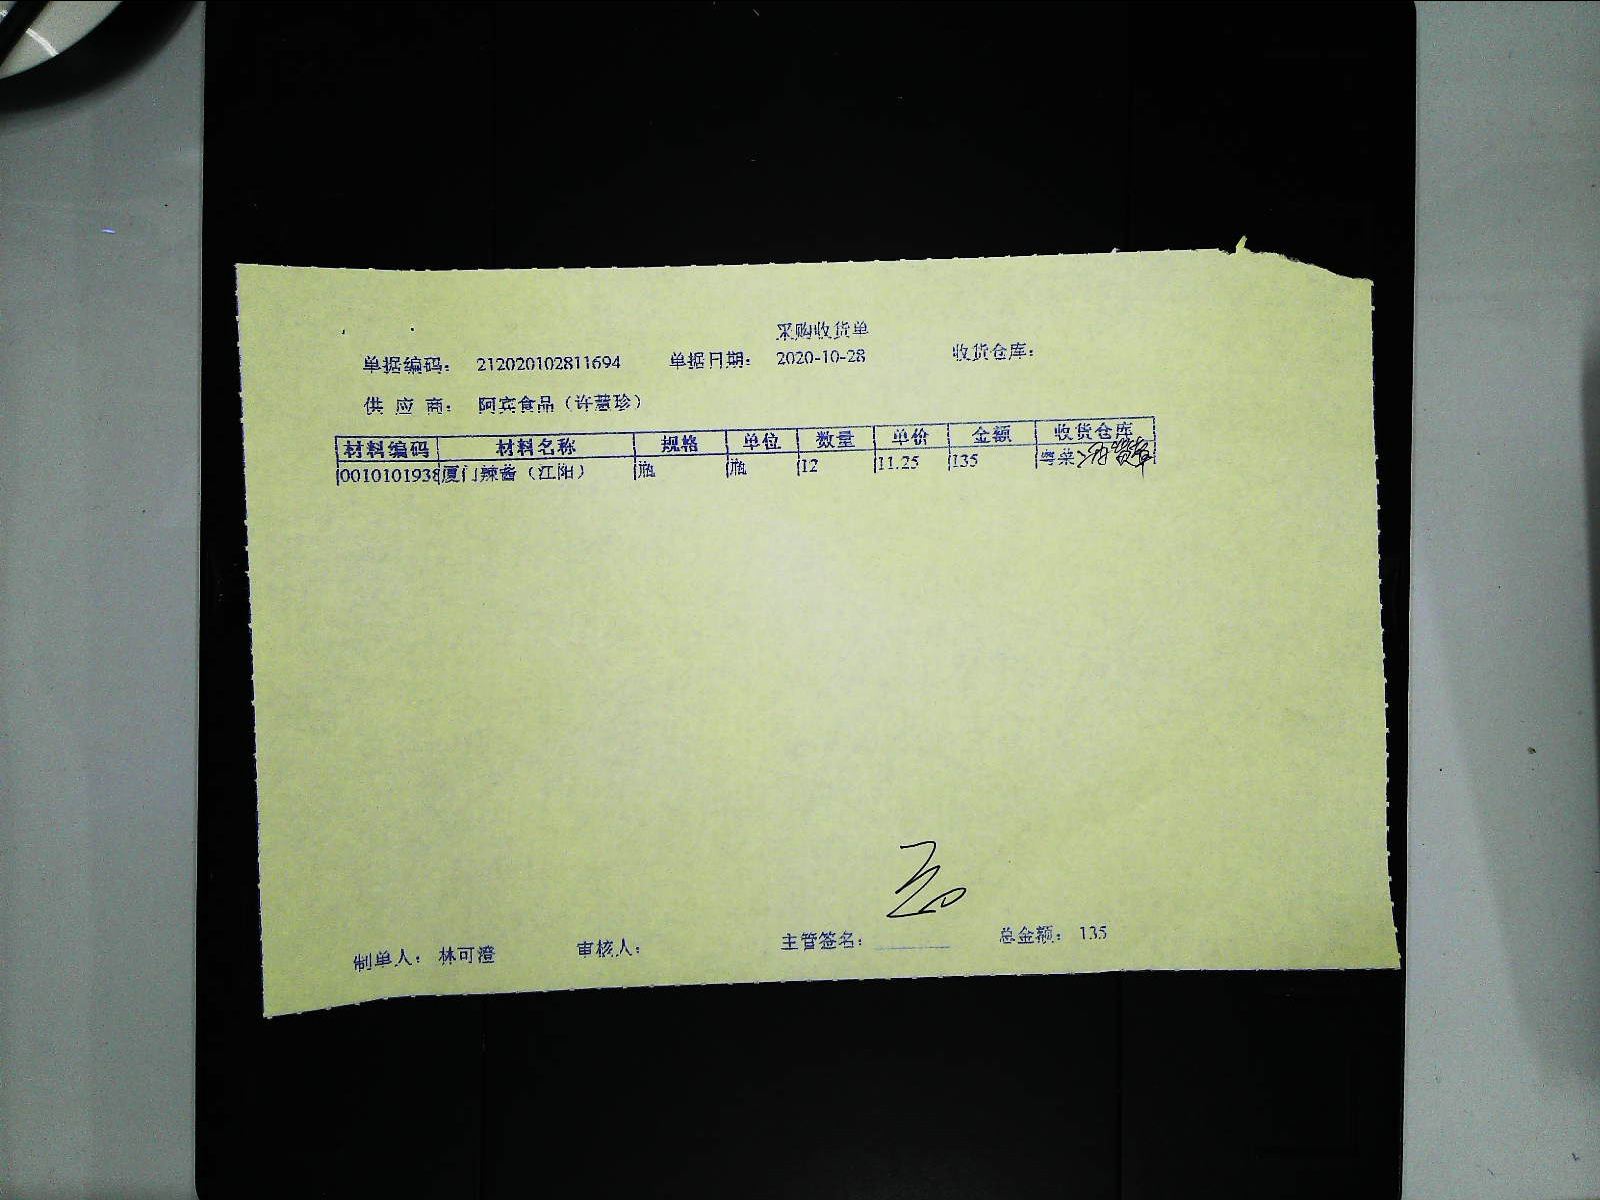 采购收货单
单据编码： 212020102811694 单据日期： 2020-10-28 收货仓库：
供 应 商： 阿宾食品（许慧珍）
材料编码 材料名称 规格 单位 数量 单价 金额 收货仓库
0010101938 厦门辣酱（江阳） 瓶 瓶 12 11.25 135 粤菜
制单人： 林可澄 审核人： 主管签名： 总金额： 135